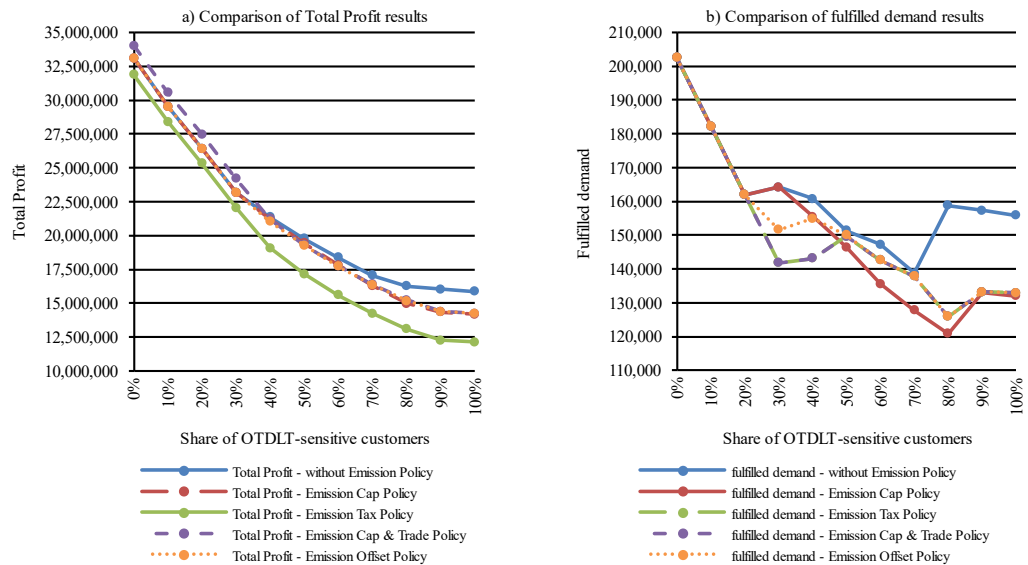 a) Comparison of Total Profit results
35,000,000
32,500,000
30,000,000
27,500,000
25,000,000
22,500,000
20,000,000
17,500,000
15,000,000
12,500,000
10,000,000
Total Profit
0%
10%
20%
30%
40%
50%
60%
70%
80%
90%
100%
Share of OTDLT-sensitive customers
Total Profit - without Emission Policy
Total Profit - Emission Cap Policy
Total Profit - Emission Tax Policy
Total Profit - Emission Cap & Trade Policy
Total Profit - Emission Offset Policy
b) Comparison of fulfilled demand results
210,000
200,000
190,000
180,000
170,000
160,000
150,000
140,000
130,000
120,000
110,000
Fulfilled demand
0%
10%
20%
30%
40%
50%
60%
70%
80%
90%
100%
Share of OTDLT-sensitive customers
fulfilled demand - without Emission Policy
fulfilled demand - Emission Cap Policy
fulfilled demand - Emission Tax Policy
fulfilled demand - Emission Cap & Trade Policy
fulfilled demand - Emission Offset Policy